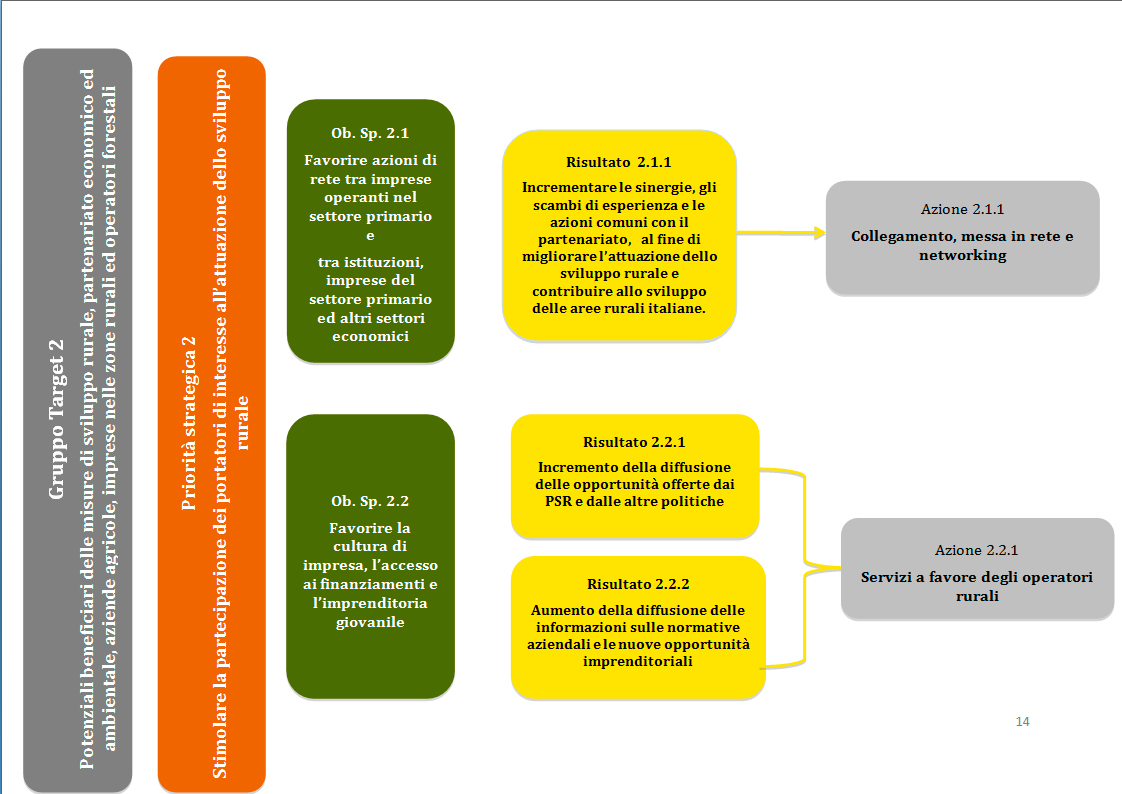 Gruppo Target 2
Potenziali beneficiari delle misure di sviluppo rurale, partenariato economico ed
ambientale, aziende agricole, imprese nelle zone rurali ed operatori forestali
Priorità strategica 2
Stimolare la partecipazione dei portatori di interesse all’attuazione dello sviluppo
rurale
Ob. Sp. 2.1
Favorire azioni di
rete tra imprese
operanti nel
settore primario
e
tra istituzioni,
imprese del
settore primario
ed altri settori
economici
Risultato 2.1.1
Incrementare le sinergie, gli
scambi di esperienza e le
azioni comuni con il
partenariato, al fine di
migliorare l’attuazione dello
sviluppo rurale e
contribuire allo sviluppo
delle aree rurali italiane.
Azione 2.1.1
Collegamento, messa in rete e
networking
Ob. Sp. 2.2
Favorire la
cultura di
impresa, l’accesso
ai finanziamenti e
l’imprenditoria
giovanile
Risultato 2.2.1
Incremento della diffusione
delle opportunità offerte dai
PSR e dalle altre politiche
Risultato 2.2.2
Aumento della diffusione delle
informazioni sulle normative
aziendali e le nuove opportunità
imprenditoriali
Azione 2.2.1
Servizi a favore degli operatori
rurali
14